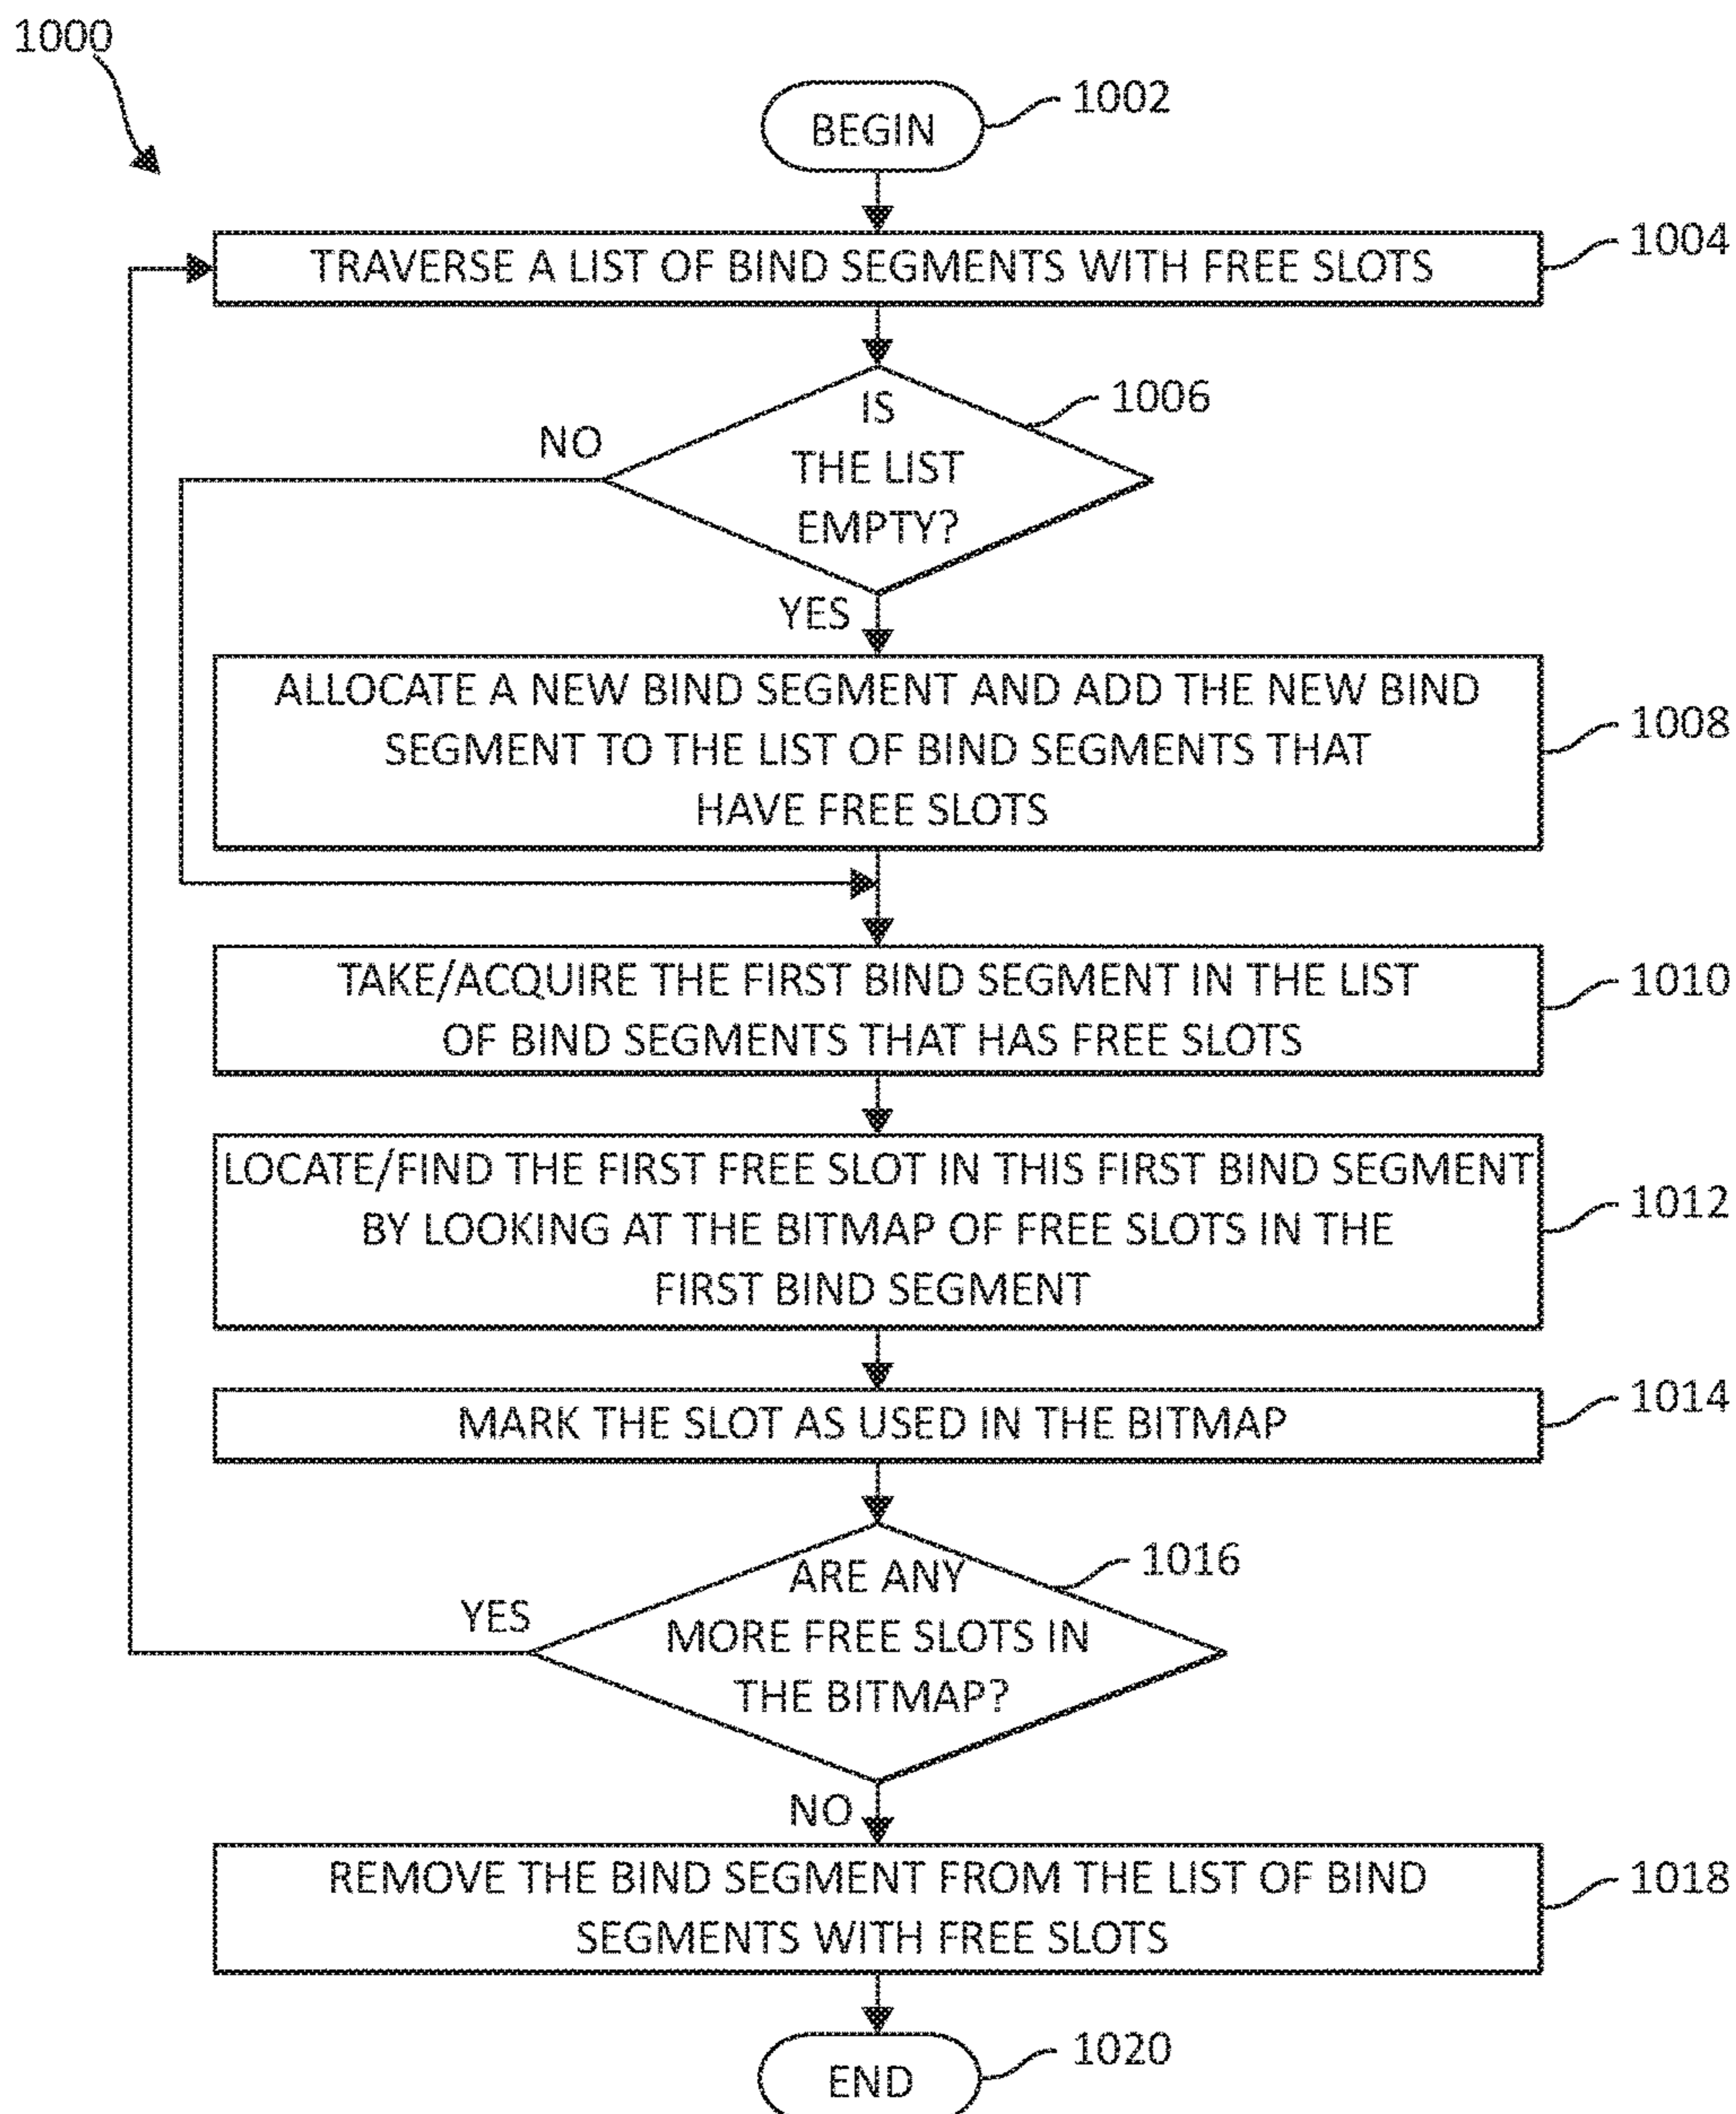 1000
BEGIN
1002
TRAVERSE A LIST OF BIND SEGMENTS WITH FREE SLOTS
1004
IS
THE LIST
EMPTY?
1006
NO
YES
ALLOCATE A NEW BIND SEGMENT AND ADD THE NEW BIND
SEGMENT TO THE LIST OF BIND SEGMENTS THAT
HAVE FREE SLOTS
1008
TAKE/ACQUIRE THE FIRST BIND SEGMENT IN THE LIST
OF BIND SEGMENTS THAT HAS FREE SLOTS
1010
LOCATE/FIND THE FIRST FREE SLOT IN THIS FIRST BIND SEGMENT
BY LOOKING AT THE BITMAP OF FREE SLOTS IN THE
FIRST BIND SEGMENT
1012
MARK THE SLOT AS USED IN THE BITMAP
1014
ARE ANY
MORE FREE SLOTS IN
THE BITMAP?
1016
YES
NO
REMOVE THE BIND SEGMENT FROM THE LIST OF BIND
SEGMENTS WITH FREE SLOTS
1018
END
1020